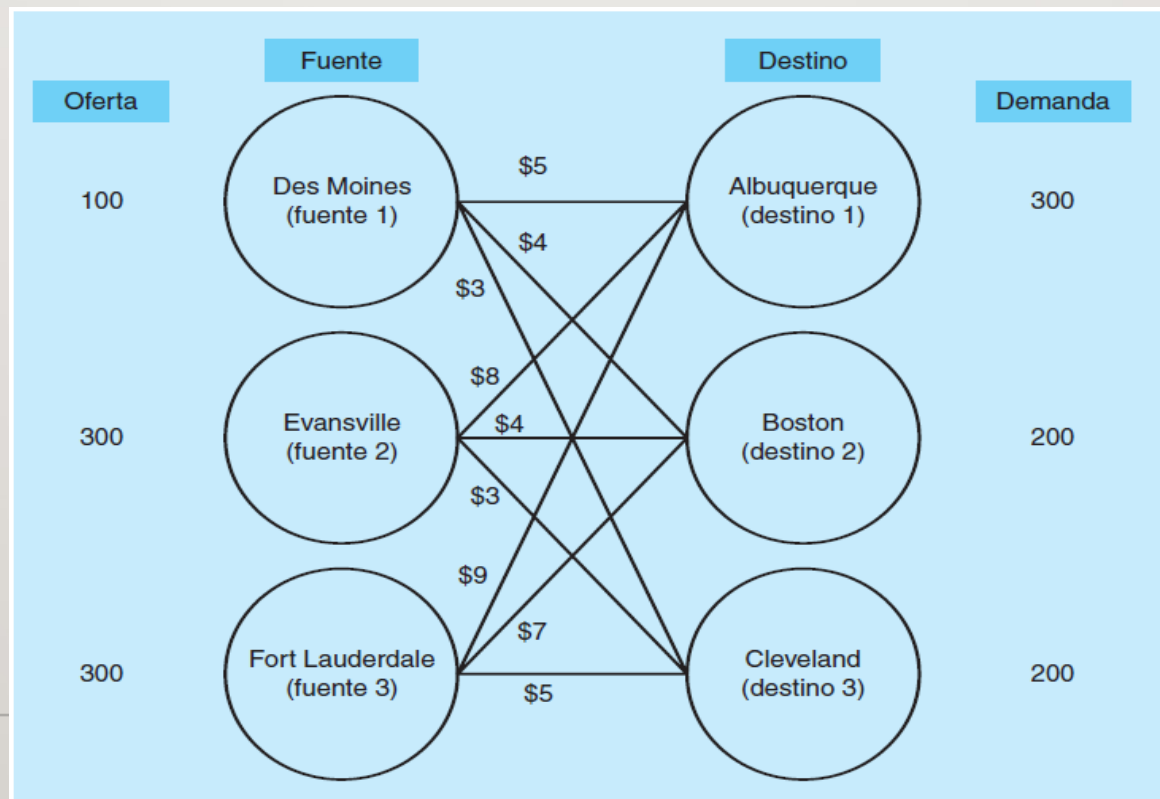 Fuente
Destino
Oferta
Demanda
$5
100
Des Moines
(fuente 1)
Albuquerque
(destino 1)
300
$4
$3
$8
300
Evansville
(fuente 2)
$4
Boston
(destino 2)
200
$3
$9
$7
300
Fort Lauderdale
(fuente 3)
$5
Cleveland
(destino 3)
200